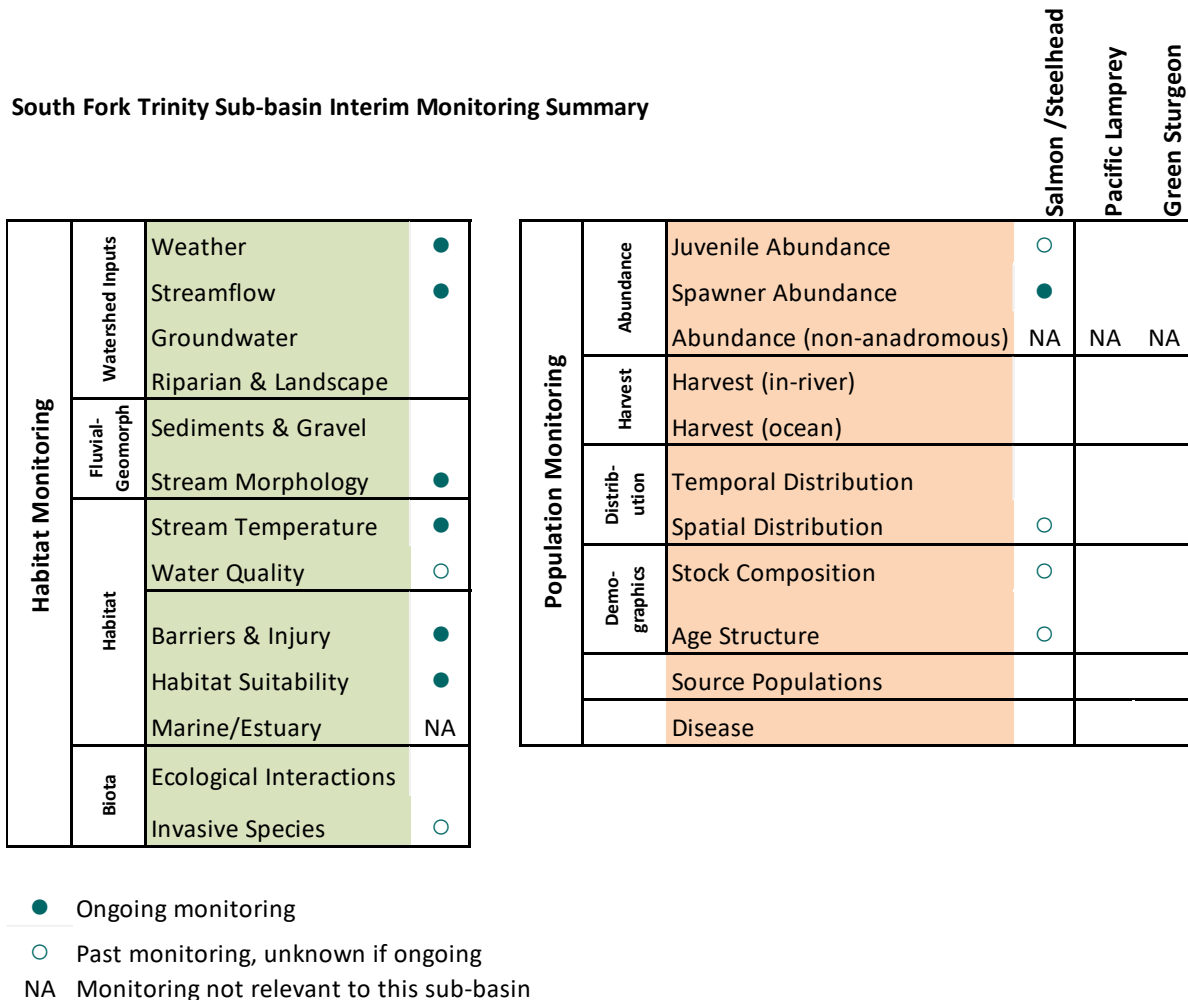 South Fork Trinity Sub-basin Interim Monitoring Summary
Salmon /Steelhead
Pacific Lamprey
Green Sturgeon
Habitat Monitoring
Watershed Inputs
Weather ●
Streamflow ●
Groundwater
Riparian & Landscape
Fluvial-
Geomorph
Sediments & Gravel
Stream Morphology ●
Habitat
Stream Temperature ●
Water Quality ○
Barriers & Injury ●
Habitat Suitability ●
Marine/Estuary NA
Biota
Ecological Interactions
Invasive Species ○
Population Monitoring
Abundance
Juvenile Abundance ○
Spawner Abundance ●
Abundance (non-anadromous) NA NA NA
Harvest
Harvest (in-river)
Harvest (ocean)
Distrib-
ution
Temporal Distribution
Spatial Distribution ○
Demo-
graphics
Stock Composition ○
Age Structure ○
Source Populations
Disease
● Ongoing monitoring
○ Past monitoring, unknown if ongoing
NA Monitoring not relevant to this sub-basin